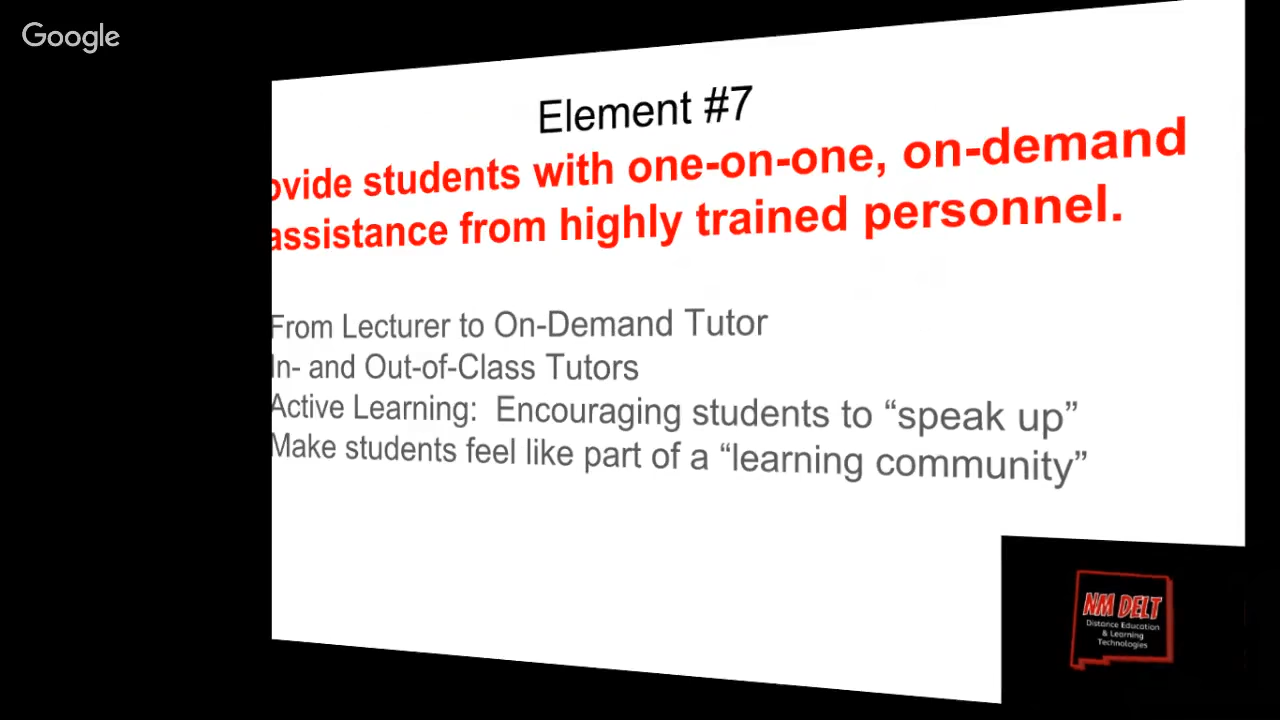 Google
Element #7
ovide students with one-on-one, on-demand
assistance from highly trained personnel.
From Lecturer to On-Demand Tutor
In- and Out-of-Class Tutors
Active Learning: Encouraging students to “speak up”
Make students feel like part of a “learning community”
NM DELT
Distance Education
& Learning
Technologies